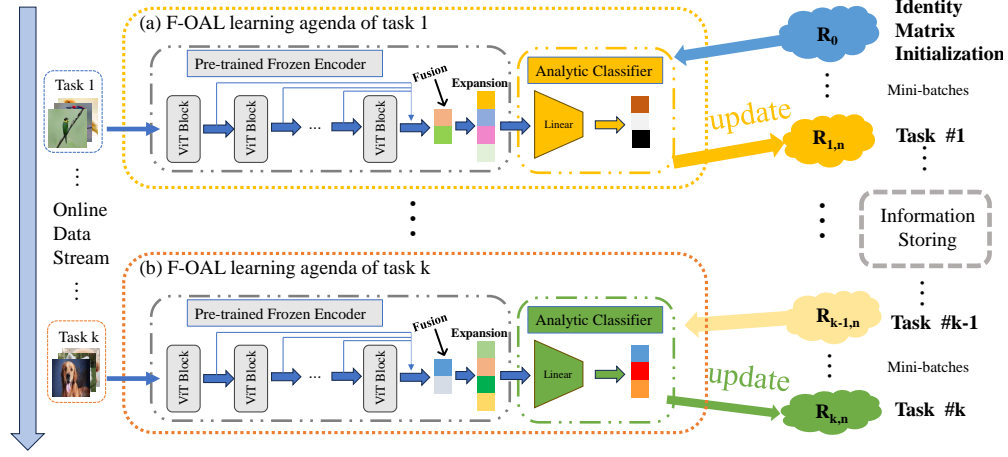 (a) F-OAL learning agenda of task 1
Identity
Matrix
Initialization
R0
Pre-trained Frozen Encoder
Fusion
Expansion
Analytic Classifier
Task 1
ViT Block
ViT Block
...
ViT Block
Linear
update
Mini-batches
R1,n
Task #1
Online
Data
Stream
Information
Storing
(b) F-OAL learning agenda of task k
Pre-trained Frozen Encoder
Fusion
Expansion
Analytic Classifier
Rk-1,n
Task #k-1
Task k
ViT Block
ViT Block
...
ViT Block
Linear
update
Mini-batches
Rk,n
Task #k